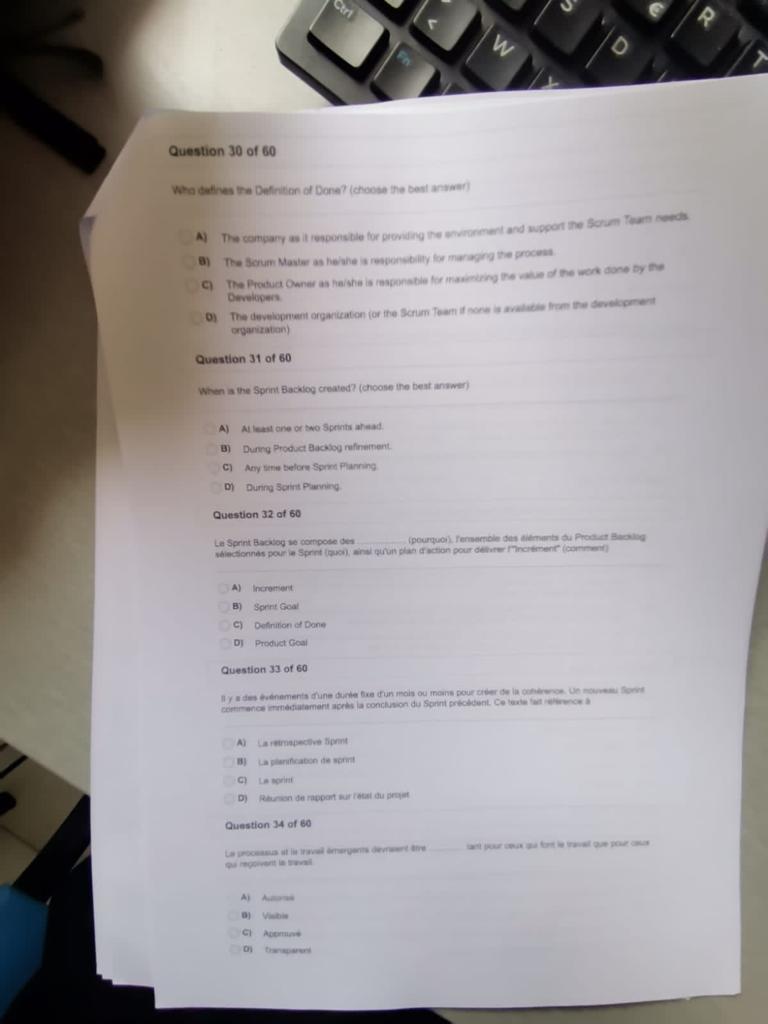 Ctrl
Fn
<
W
S
D
€
R
T
Question 30 of 60
Who defines the Definition of Done? (choose the best answer)
A) The company as it responsible for providing the environment and support the Scrum Team needs.
B) The Scrum Master as he/she is responsibility for managing the process.
C) The Product Owner as he/she is responsible for maximizing the value of the work done by the
Developers.
D) The development organization (or the Scrum Team if none is available from the development
organization)
Question 31 of 60
When is the Sprint Backlog created? (choose the best answer)
A) At least one or two Sprints ahead.
B) During Product Backlog refinement.
C) Any time before Sprint Planning.
D) During Sprint Planning.
Question 32 of 60
Le Sprint Backlog se compose des ............... (pourquoi), l'ensemble des éléments du Product Backlog
sélectionnés pour le Sprint (quoi), ainsi qu'un plan d'action pour délivrer l'"Incrément" (comment)
A) Increment
B) Sprint Goal
C) Definition of Done
D) Product Goal
Question 33 of 60
Il y a des événements d'une durée fixe d'un mois ou moins pour créer de la cohérence. Un nouveau Sprint
commence immédiatement après la conclusion du Sprint précédent. Ce texte fait référence à
A) La rétrospective Sprint
B) La planification de sprint
C) Le sprint
D) Réunion de rapport sur l'état du projet
Question 34 of 60
Le processus et le travail émergents devraient être ............ tant pour ceux qui font le travail que pour ceux
qui reçoivent le travail.
A) Autorisé
B) Visible
C) Approuvé
D) Transparent